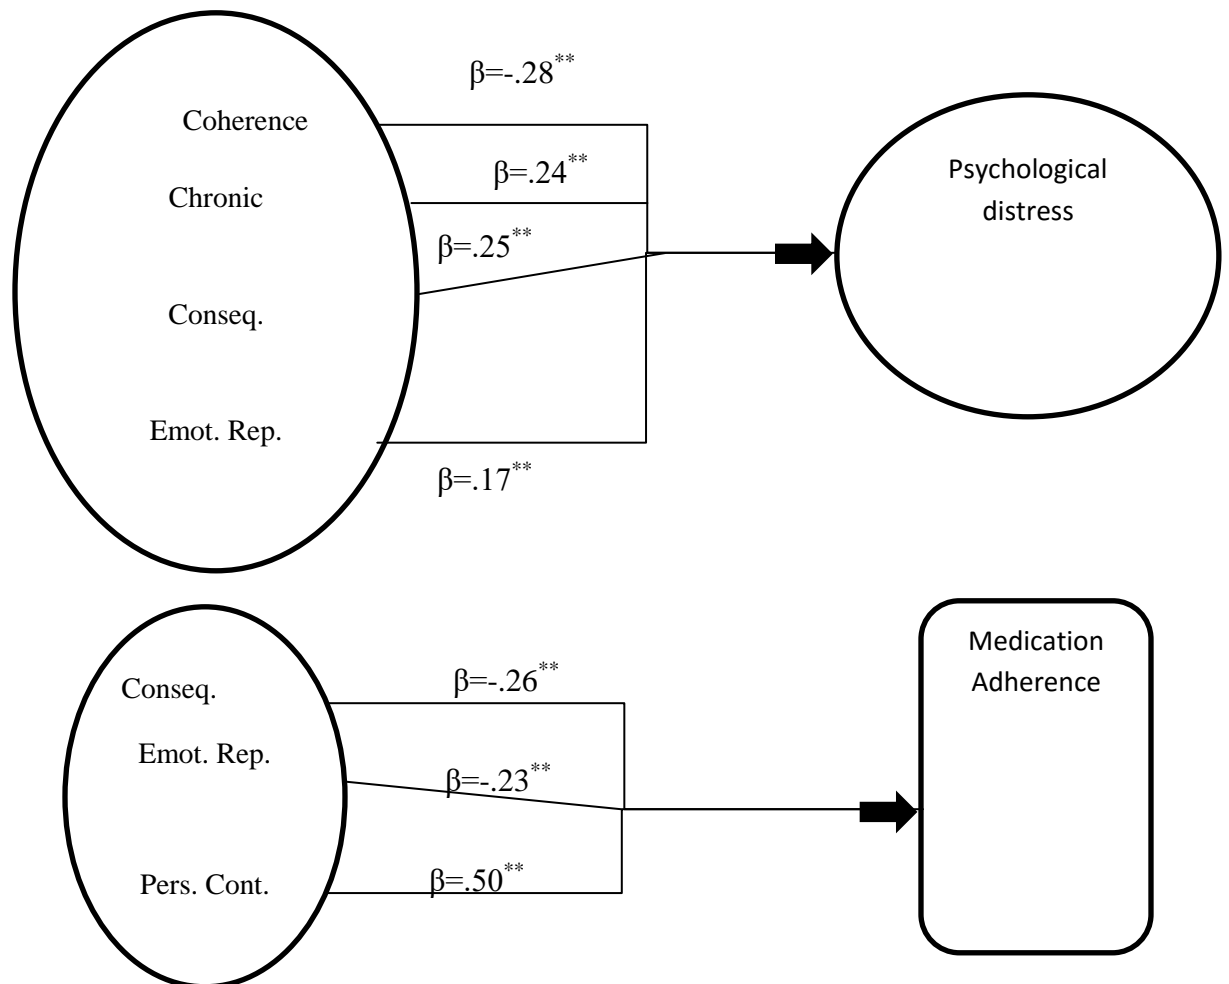 β=-.28**
Coherence
β=.24**
Chronic
β=.25**
Conseq.
Emot. Rep.
β=.17**
Psychological
distress
Conseq.
β=-.26**
Emot. Rep.
β=-.23**
Pers. Cont.
β=.50**
Medication
Adherence